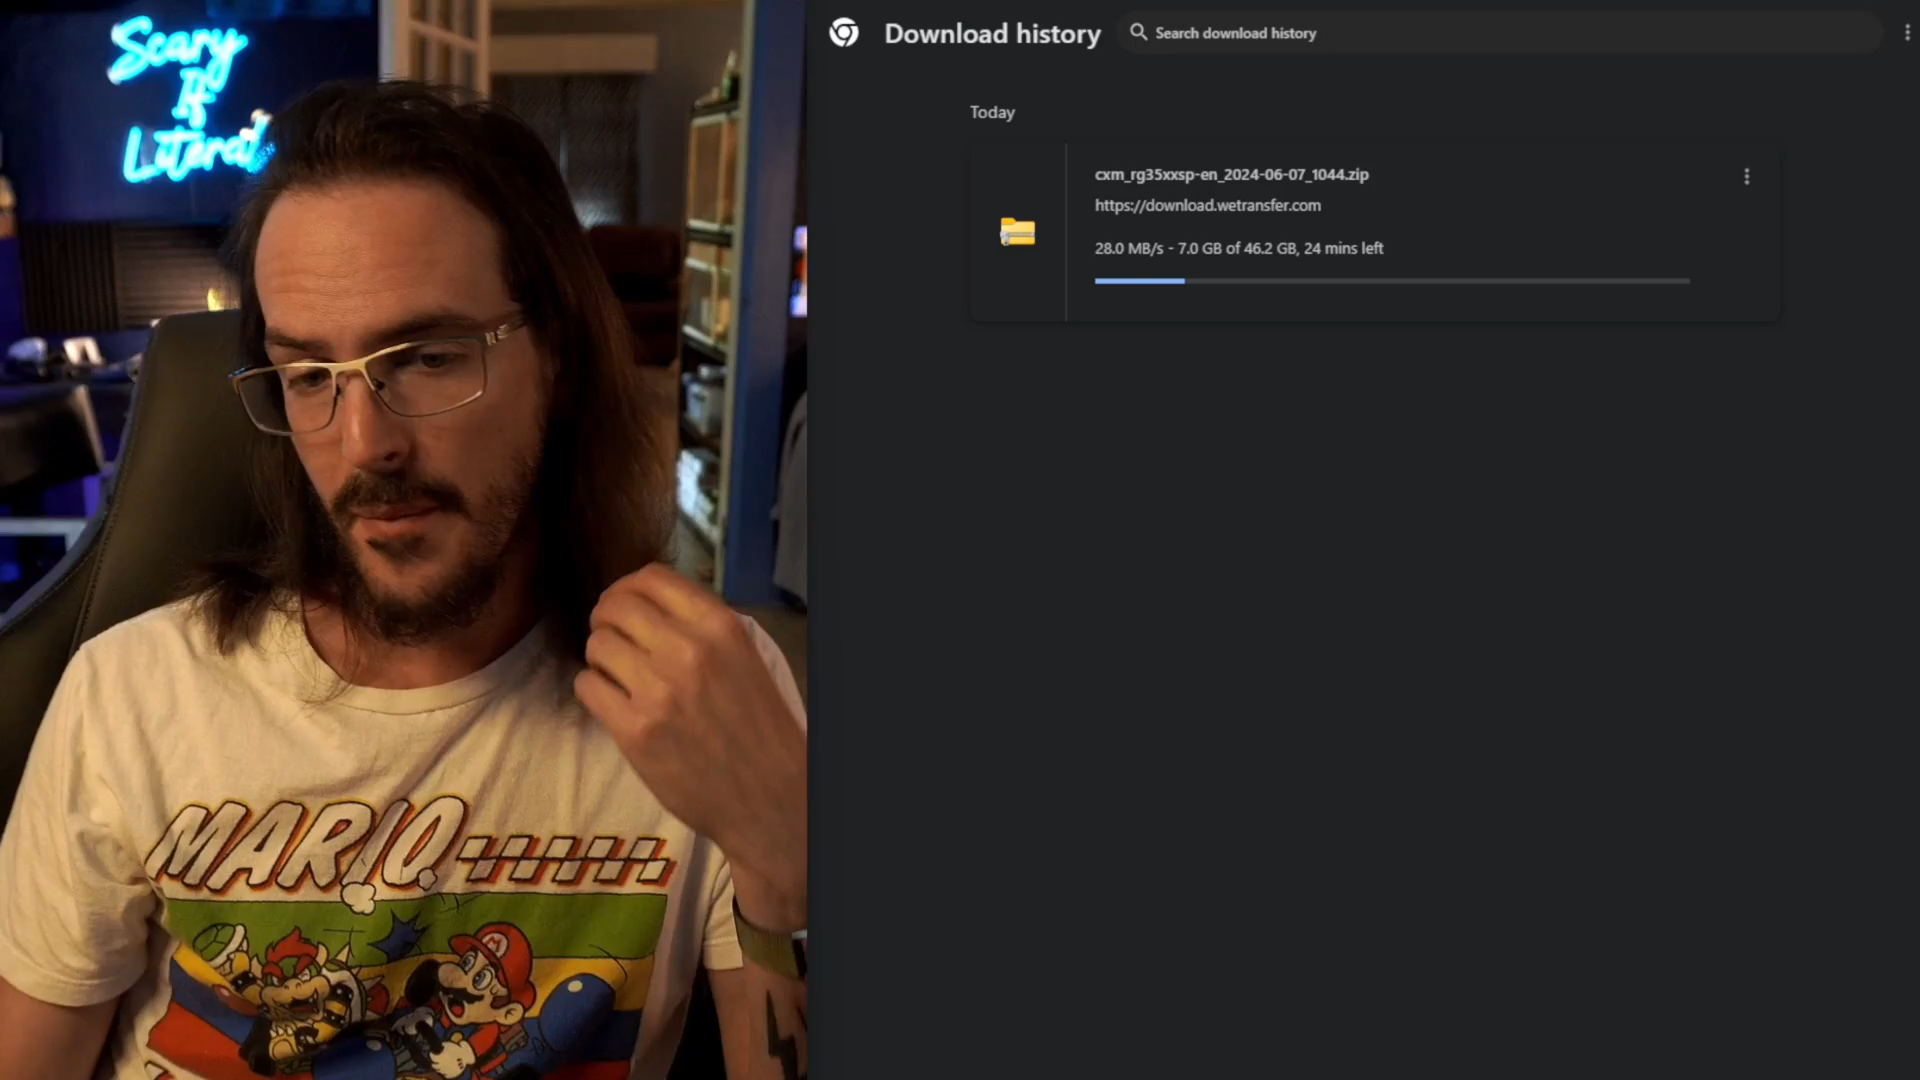 Scary
If
Literal
MARIO
M
Download history
Search download history
Today
cxm_rg35xxsp-en_2024-06-07_1044.zip
https://download.wetransfer.com
28.0 MB/s - 7.0 GB of 46.2 GB, 24 mins left